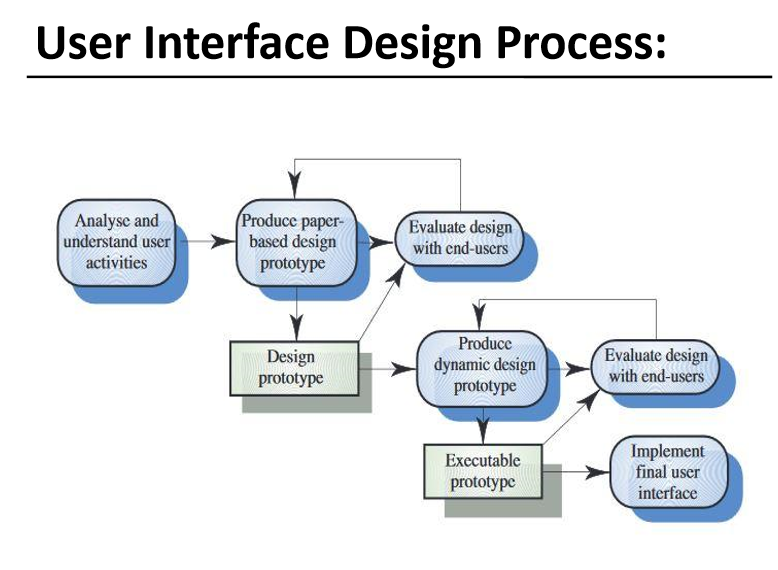 User Interface Design Process:
Analyse and
understand user
activities
Produce paper-
based design
prototype
Evaluate design
with end-users
Design
prototype
Produce
dynamic design
prototype
Evaluate design
with end-users
Executable
prototype
Implement
final user
interface